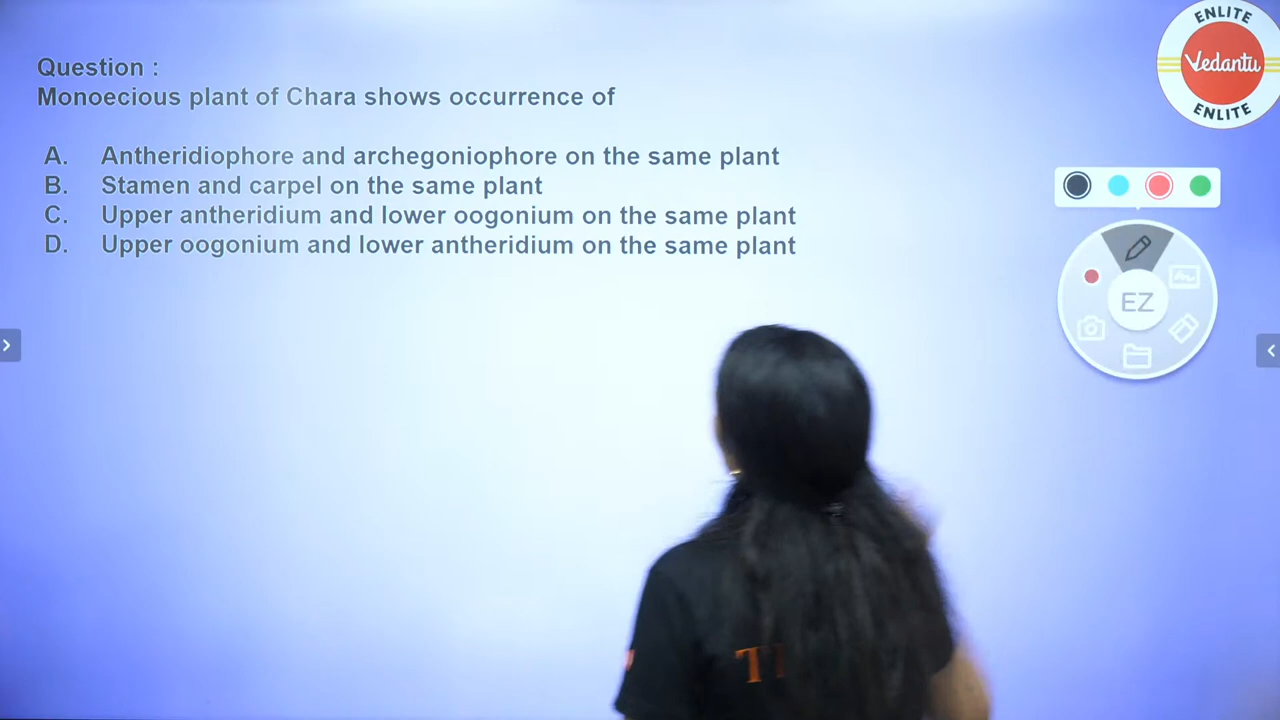 Question :
Monoecious plant of Chara shows occurrence of
A. Antheridiophore and archegoniophore on the same plant
B. Stamen and carpel on the same plant
C. Upper antheridium and lower oogonium on the same plant
D. Upper oogonium and lower antheridium on the same plant
ENLITE
Vedantu
ENLITE
EZ